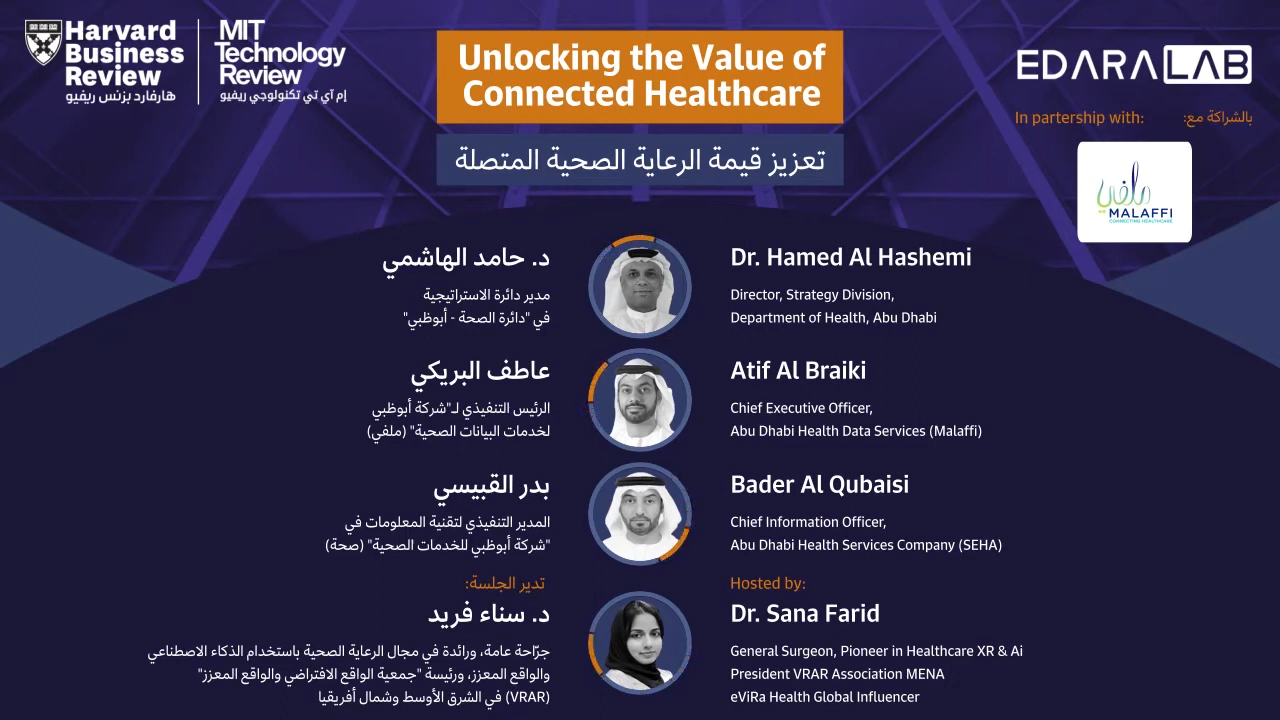 Harvard
Business
Review
هارفارد بزنس ريفيو
MIT
Technology
Review
إم آي تي تكنولوجي ريفيو
Unlocking the Value of
Connected Healthcare
تعزيز قيمة الرعاية الصحية المتصلة
EDARALAB
In partership with:
بالشراكة مع:
ملفي
MALAFFI
CONNECTING HEALTHCARE
د. حامد الهاشمي
مدير دائرة الاستراتيجية
في "دائرة الصحة - أبوظبي"
Dr. Hamed Al Hashemi
Director, Strategy Division,
Department of Health, Abu Dhabi
عاطف البريكي
الرئيس التنفيذي لـ"شركة أبوظبي
لخدمات البيانات الصحية" (ملفي)
Atif Al Braiki
Chief Executive Officer,
Abu Dhabi Health Data Services (Malaffi)
بدر القبيسي
المدير التنفيذي لتقنية المعلومات في
"شركة أبوظبي للخدمات الصحية" (صحة)
Bader Al Qubaisi
Chief Information Officer,
Abu Dhabi Health Services Company (SEHA)
تدير الجلسة:
د. سناء فريد
جرّاحة عامة، ورائدة في مجال الرعاية الصحية باستخدام الذكاء الاصطناعي
والواقع المعزز، ورئيسة "جمعية الواقع الافتراضي والواقع المعزز"
(VRAR) في الشرق الأوسط وشمال أفريقيا
Hosted by:
Dr. Sana Farid
General Surgeon, Pioneer in Healthcare XR & Ai
President VRAR Association MENA
eViRa Health Global Influencer